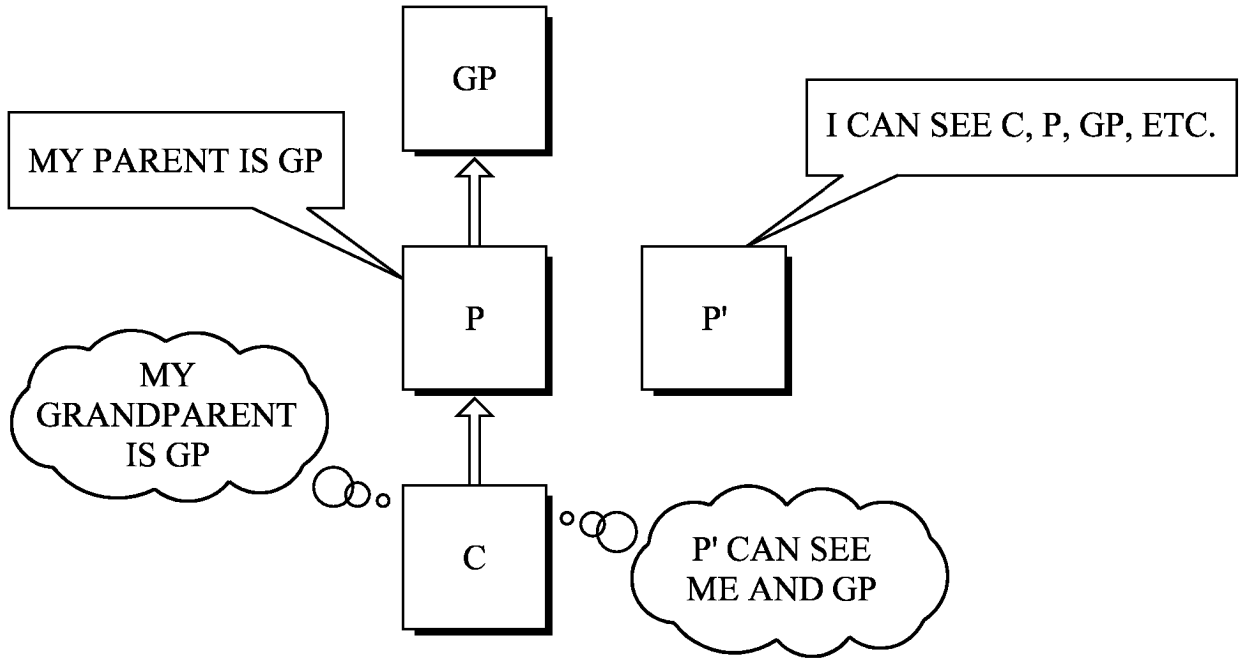 GP
I CAN SEE C, P, GP, ETC.
MY PARENT IS GP
P
P'
MY
GRANDPARENT
IS GP
C
P' CAN SEE
ME AND GP